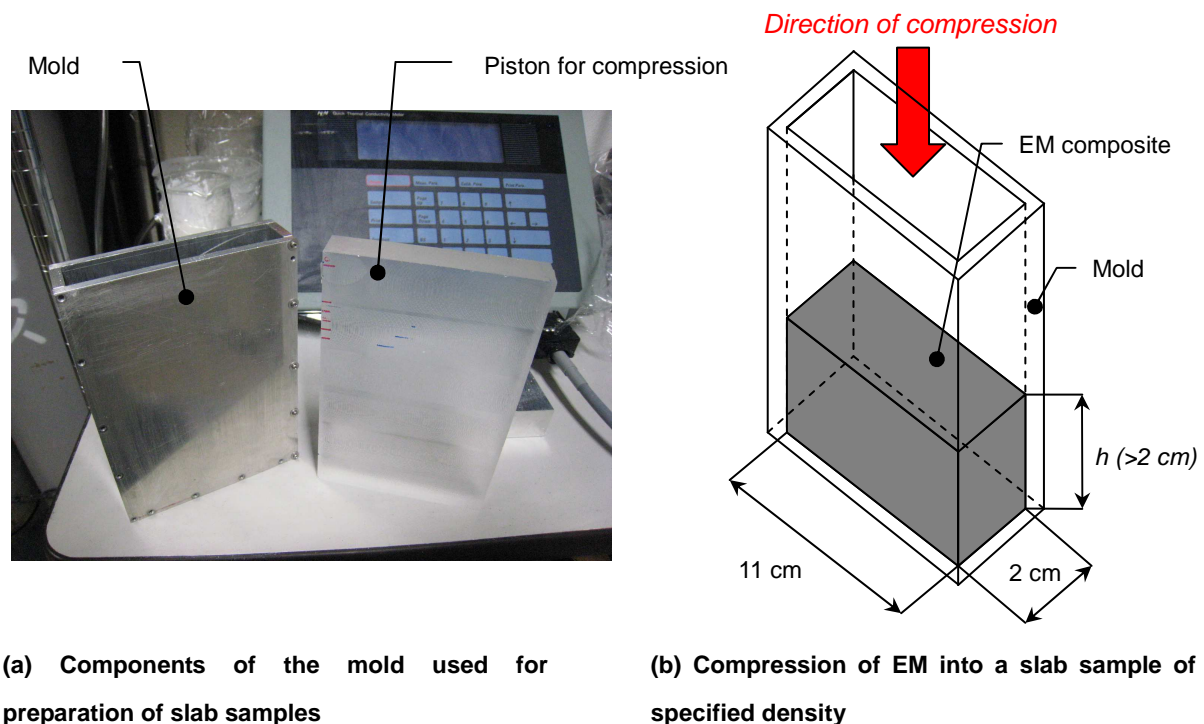 Direction of compression
Mold
Piston for compression
EM composite
Mold
h (>2 cm)
11 cm
2 cm
(a) Components of the mold used for
preparation of slab samples
(b) Compression of EM into a slab sample of
specified density